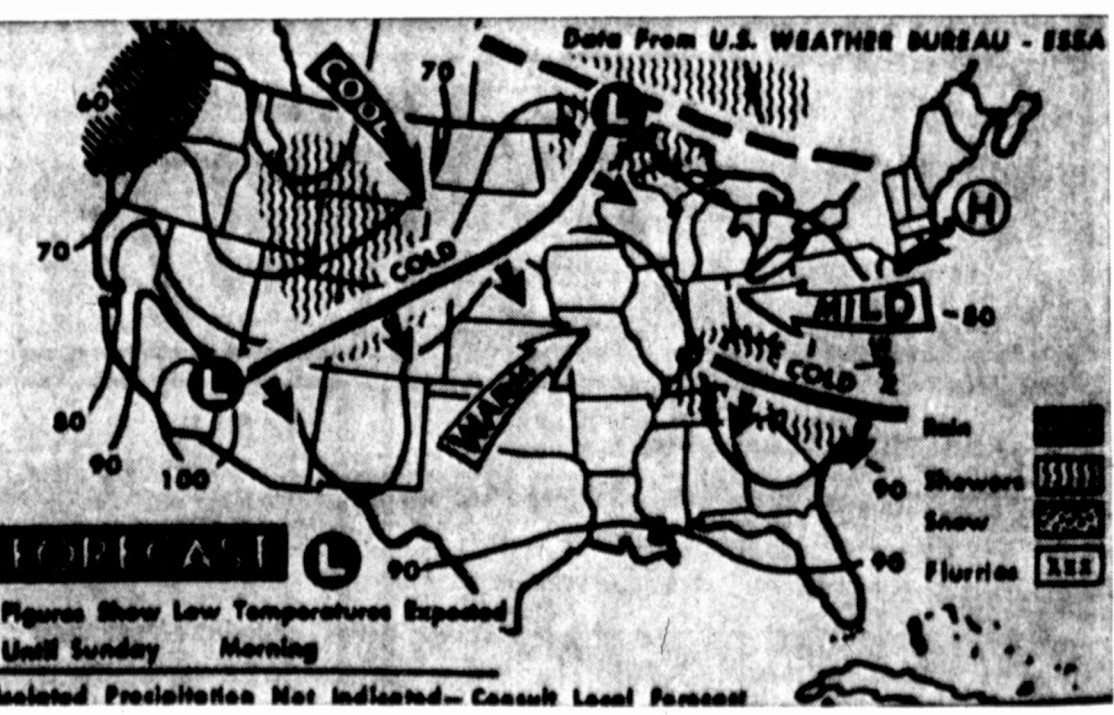 Data From U.S. WEATHER BUREAU - ESSA
COOL
70
60
L
H
70
COLD
MILD
-80
L
WARM
COLD
80
90
100
Rain
Showers
Snow
Flurries
90
FORECAST
L
90
90
Figures Show Low Temperatures Expected
Until Sunday Morning
Isolated Precipitation Not Indicated— Consult Local Forecast